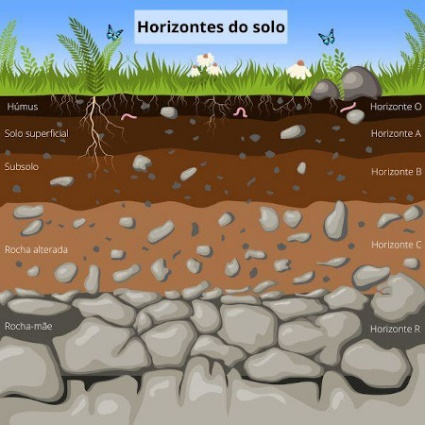 Horizontes do solo
Húmus
Horizonte O
Solo superficial
Horizonte A
Subsolo
Horizonte B
Rocha alterada
Horizonte C
Rocha-mãe
Horizonte R